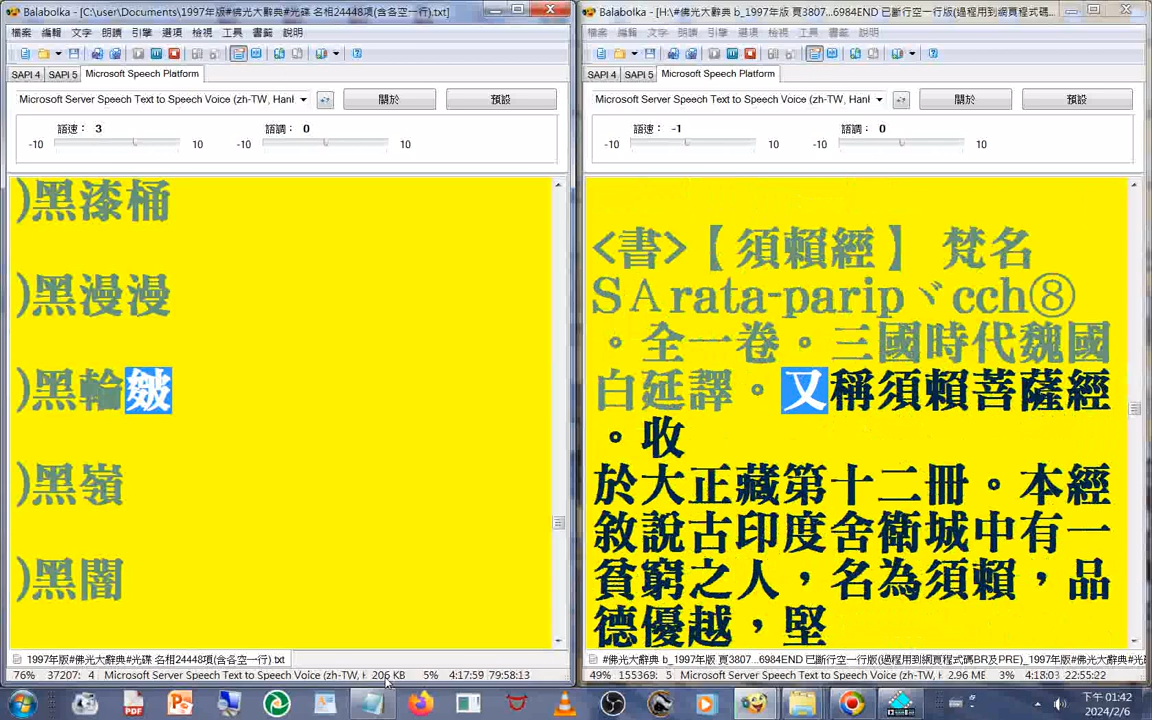 Balabolka - [C:\user\Documents\1997年版#佛光大辭典#光碟 名相24448項(含各空一行).txt]
檔案 編輯 文字 朗讀 引擎 選項 檢視 工具 書籤 說明
SAPI 4 SAPI 5 Microsoft Speech Platform
Microsoft Server Speech Text to Speech Voice (zh-TW, Hanl 關於 預設
語速： 3 語調： 0
-10 10 -10 10
)黑漆桶
)黑漫漫
)黑輪皴
)黑嶺
)黑闇
1997年版#佛光大辭典#光碟 名相24448項(含各空一行).txt
76% 37207: 4 Microsoft Server Speech Text to Speech Voice (zh-TW, H 206 KB 5% 4:17:59 79:58:13
Balabolka - [H:\#佛光大辭典 b_1997年版 頁3807...6984END 已斷行空一行版(過程用到網頁程式碼
檔案 編輯 文字 朗讀 引擎 選項 檢視 工具 書籤 說明
SAPI 4 SAPI 5 Microsoft Speech Platform
Microsoft Server Speech Text to Speech Voice (zh-TW, Hanl 關於 預設
語速： -1 語調： 0
-10 10 -10 10
<書>【須賴經】 梵名
SＡrata-paripヾcch⑧
。全一卷。三國時代魏國
白延譯。又稱須賴菩薩經
。收
於大正藏第十二冊。本經
敘說古印度舍衛城中有一
貧窮之人，名為須賴，品
德優越，堅
#佛光大辭典 b_1997年版 頁3807...6984END 已斷行空一行版(過程用到網頁程式碼BR及PRE)_1997年版#光
49% 155369: 5 Microsoft Server Speech Text to Speech Voice (zh-TW, H 2.96 ME 3% 4:18:03 22:55:22
下午 01:42
2024/2/6